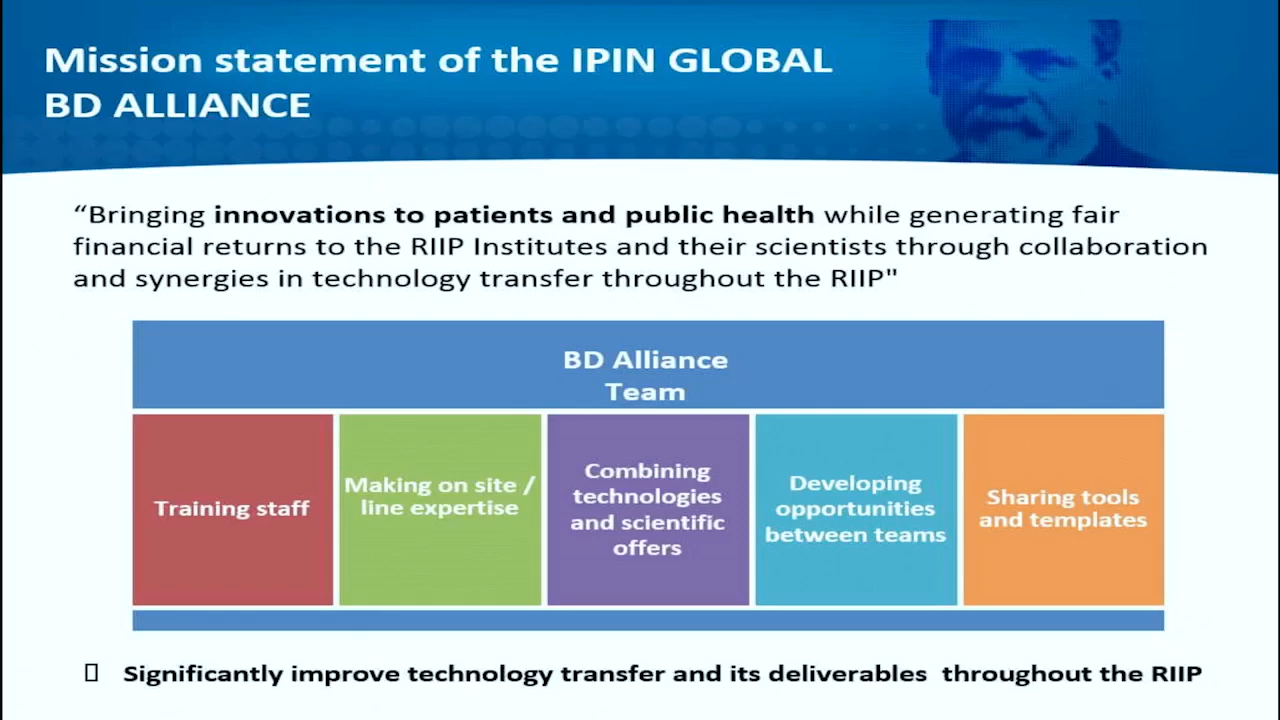 Mission statement of the IPIN GLOBAL
BD ALLIANCE
“Bringing innovations to patients and public health while generating fair
financial returns to the RIIP Institutes and their scientists through collaboration
and synergies in technology transfer throughout the RIIP"
BD Alliance
Team
Training staff
Making on site /
line expertise
Combining
technologies
and scientific
offers
Developing
opportunities
between teams
Sharing tools
and templates
Significantly improve technology transfer and its deliverables  throughout the RIIP